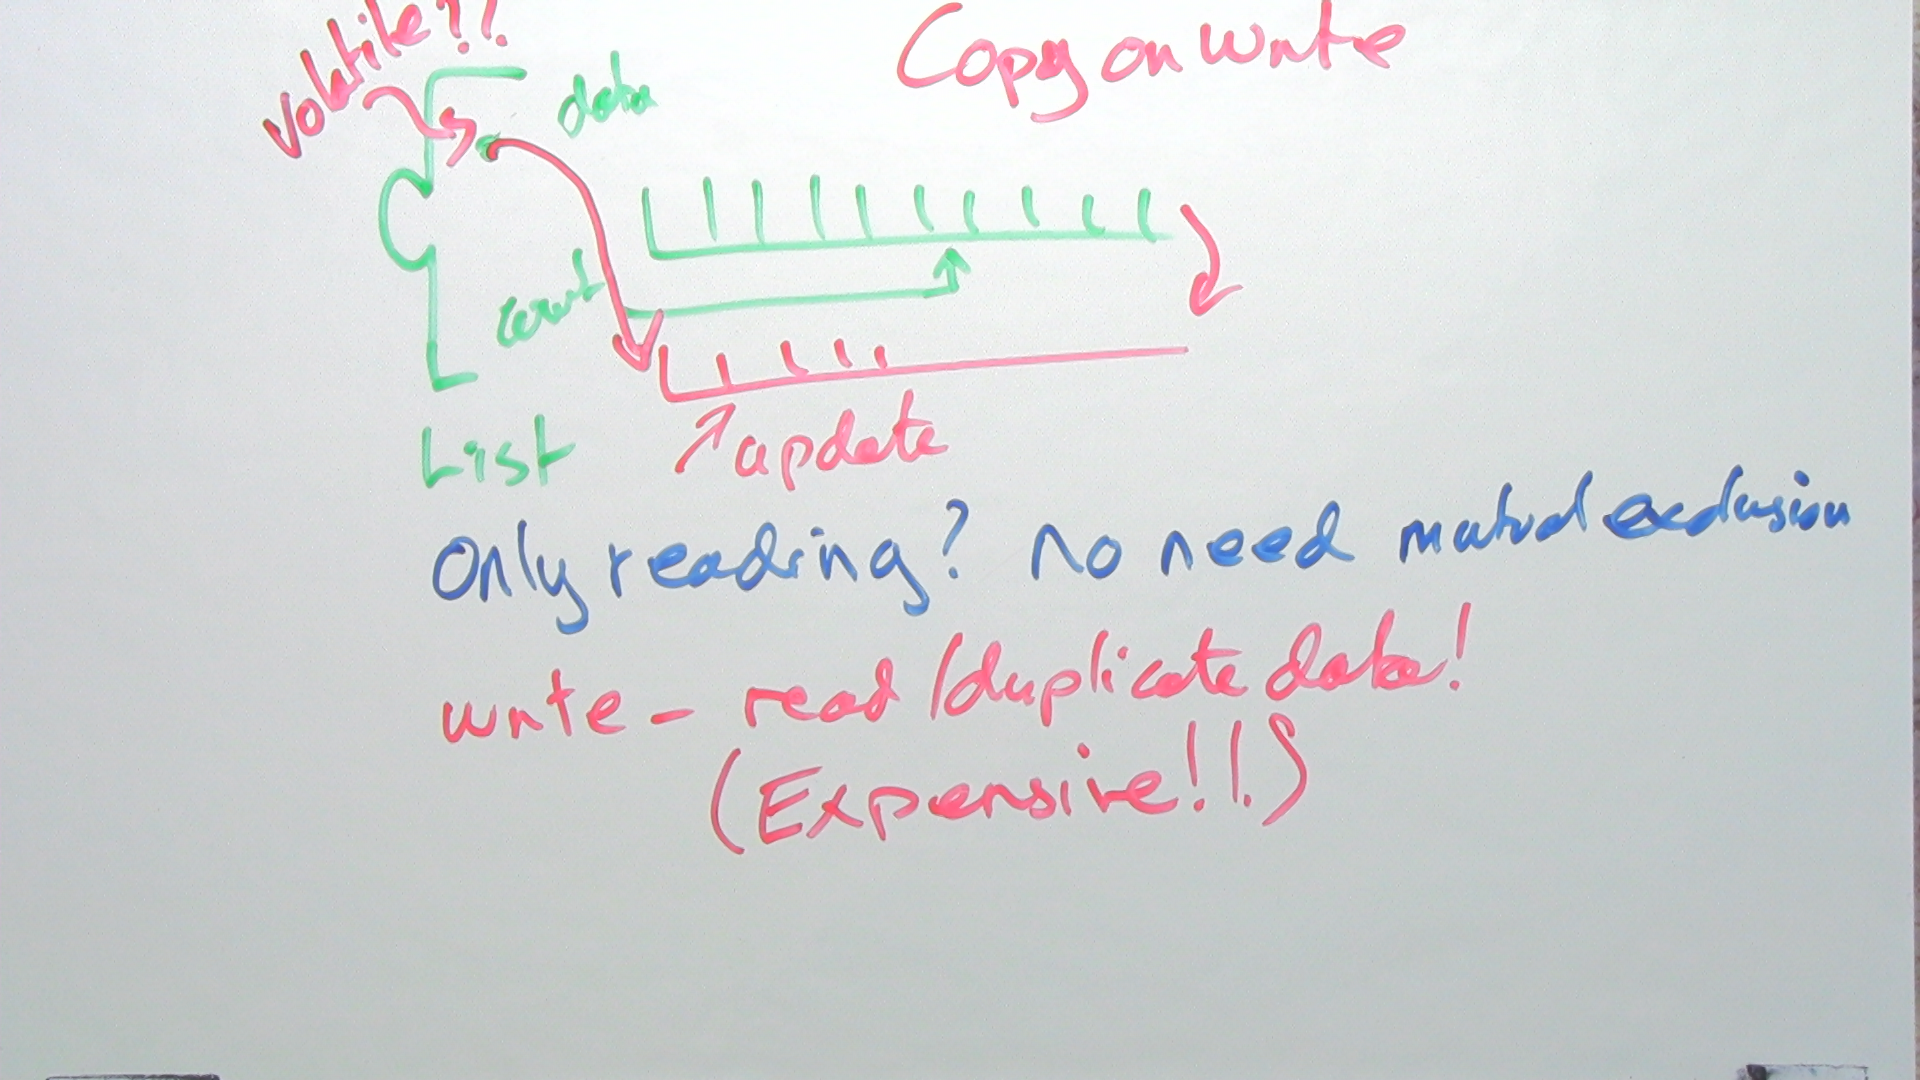 volatile??
Copy on write
data
count
List
update
Only reading? No need mutual exclusion
write - read/duplicate data!
(Expensive!!!)